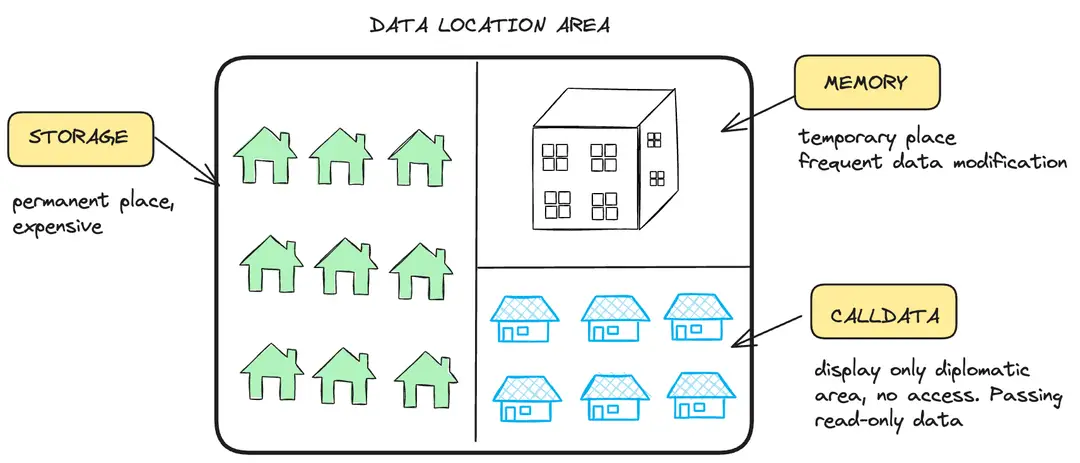 DATA LOCATION AREA
STORAGE
permanent place,
expensive
MEMORY
temporary place
frequent data modification
CALLDATA
display only diplomatic
area, no access. Passing
read-only data